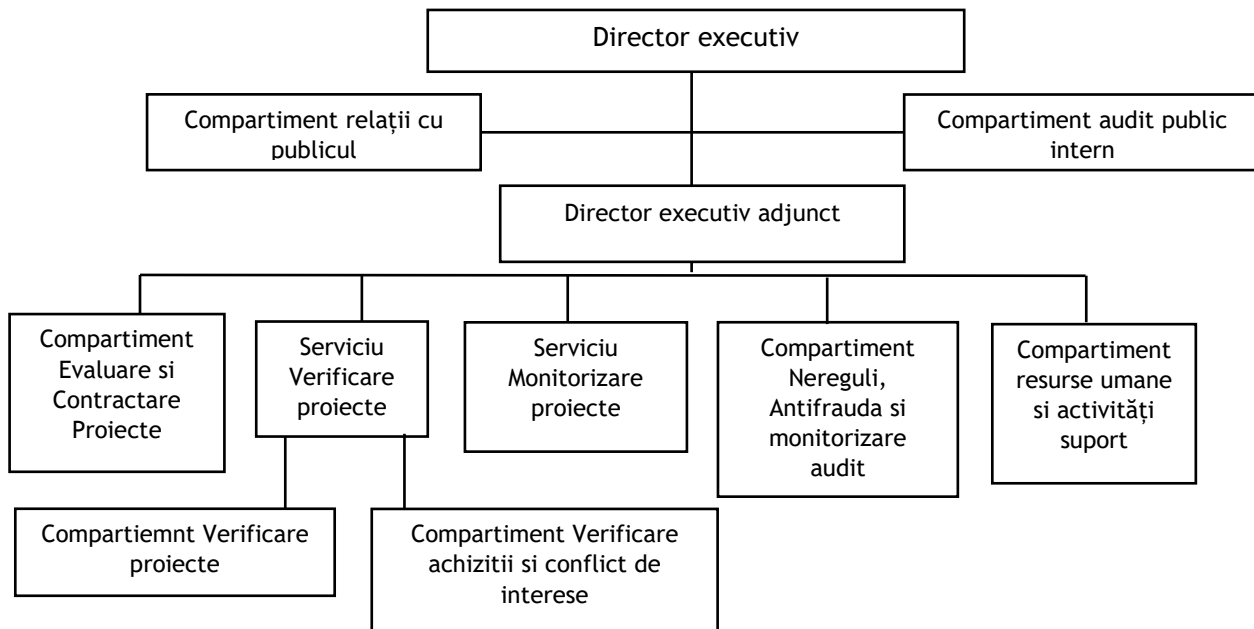 Director executiv
Compartiment relații cu
publicul
Compartiment audit public
intern
Director executiv adjunct
Compartiment
Evaluare si
Contractare
Proiecte
Serviciu
Verificare
proiecte
Serviciu
Monitorizare
proiecte
Compartiment
Nereguli,
Antifrauda si
monitorizare
audit
Compartiment
resurse umane
si activități
suport
Compartiemnt Verificare
proiecte
Compartiment Verificare
achizitii si conflict de
interese